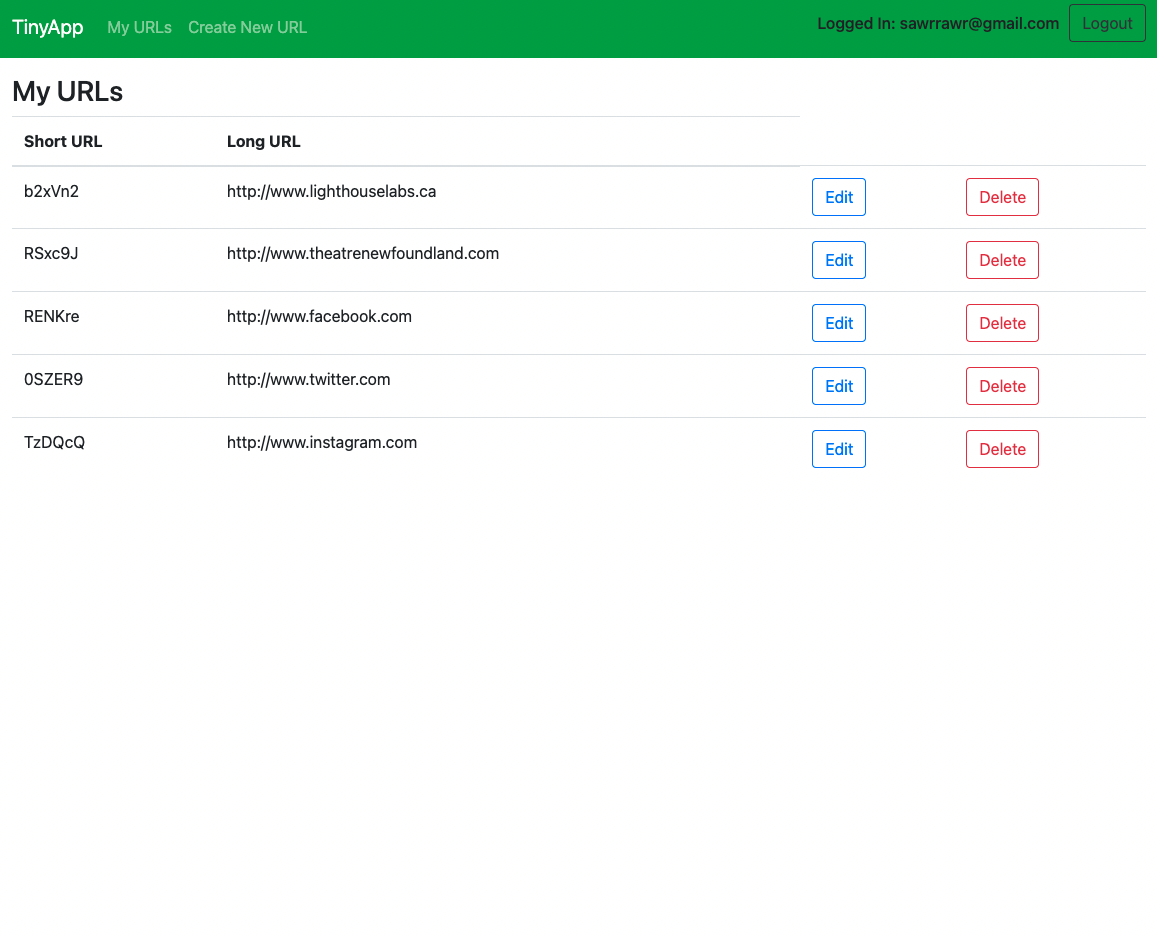 TinyApp My URLs Create New URL Logged In: sawrrawr@gmail.com Logout
My URLs
Short URL Long URL
b2xVn2 http://www.lighthouselabs.ca Edit Delete
RSxc9J http://www.theatrenewfoundland.com Edit Delete
RENKre http://www.facebook.com Edit Delete
0SZER9 http://www.twitter.com Edit Delete
TzDQcQ http://www.instagram.com Edit Delete